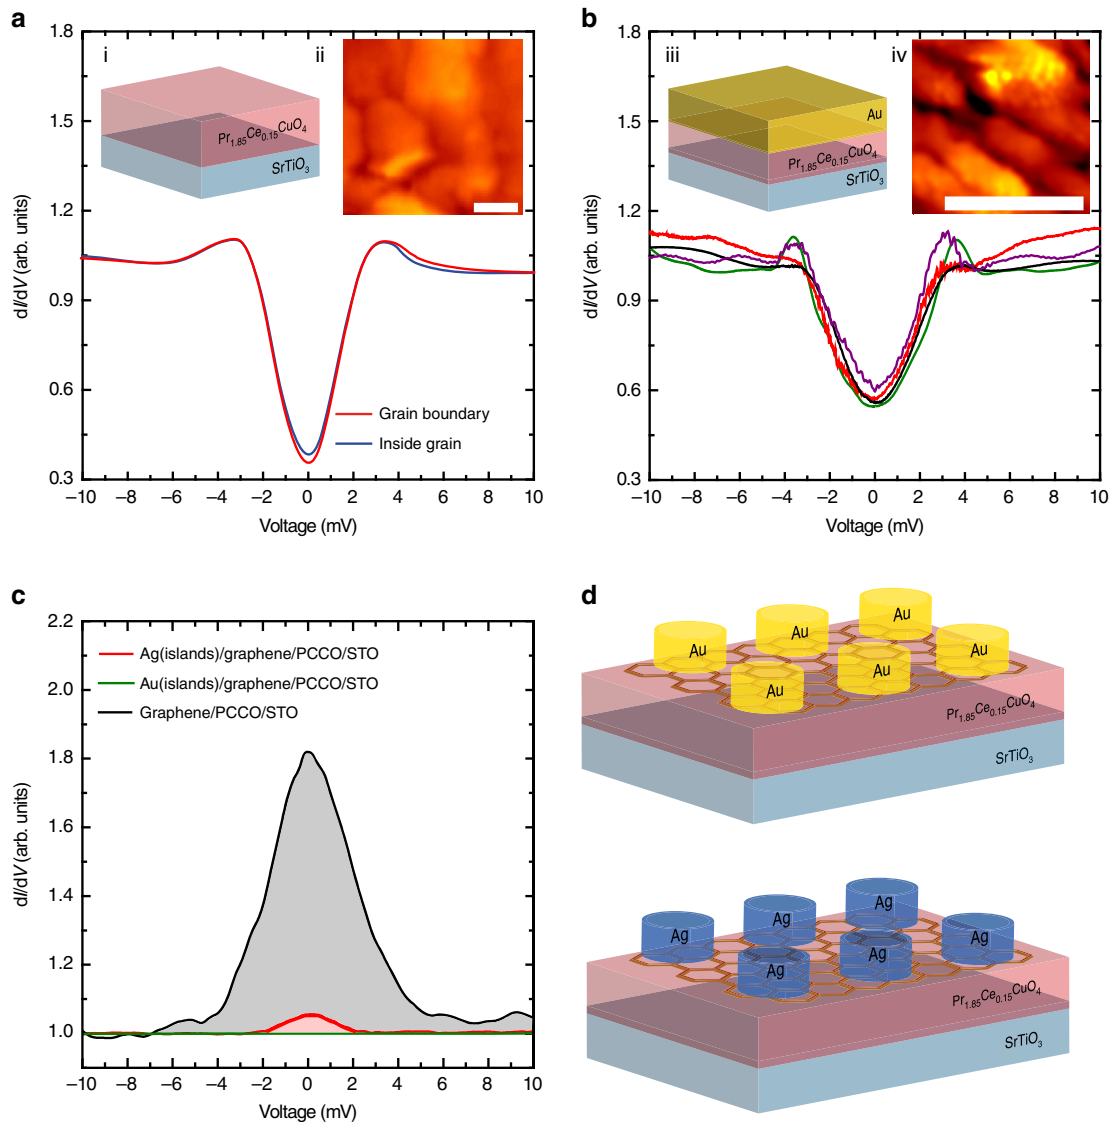 a
1.8
1.5
1.2
0.9
0.6
0.3
dI/dV (arb. units)
i
ii
Pr1.85Ce0.15CuO4
SrTiO3
Grain boundary
Inside grain
−10 −8 −6 −4 −2 0 2 4 6 8 10
Voltage (mV)
b
1.8
1.5
1.2
0.9
0.6
0.3
dI/dV (arb. units)
iii
iv
Au
Pr1.85Ce0.15CuO4
SrTiO3
−10 −8 −6 −4 −2 0 2 4 6 8 10
Voltage (mV)
c
2.2
2.0
1.8
1.6
1.4
1.2
1.0
dI/dV (arb. units)
Ag(islands)/graphene/PCCO/STO
Au(islands)/graphene/PCCO/STO
Graphene/PCCO/STO
−10 −8 −6 −4 −2 0 2 4 6 8 10
Voltage (mV)
d
Au
Au
Au
Au
Au
Au
Pr1.85Ce0.15CuO4
SrTiO3
Ag
Ag
Ag
Ag
Ag
Ag
Pr1.85Ce0.15CuO4
SrTiO3